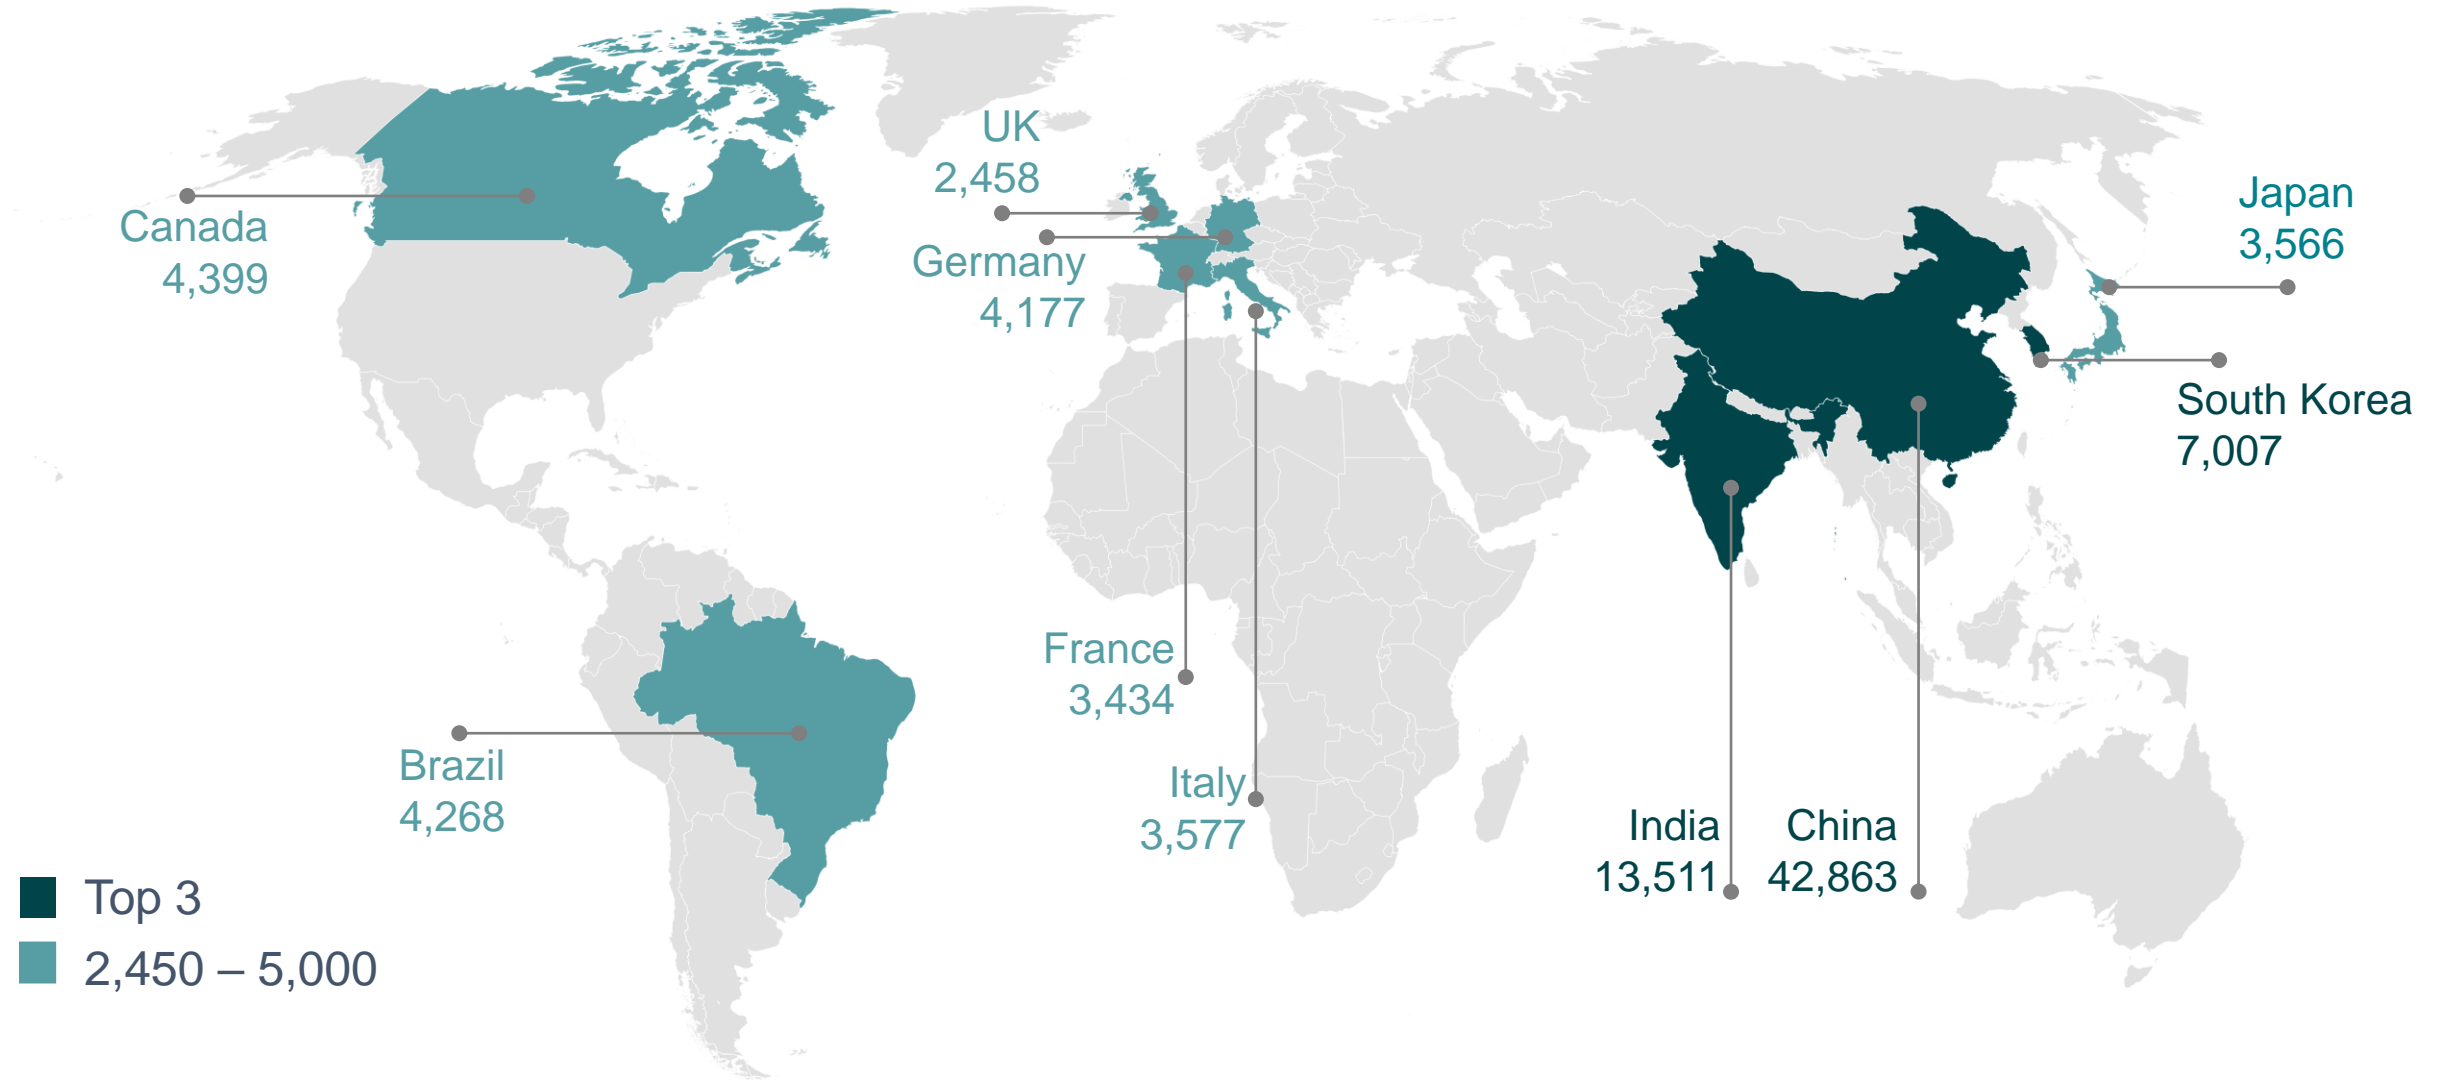 UK
2,458
Canada
4,399
Germany
4,177
Japan
3,566
South Korea
7,007
France
3,434
Brazil
4,268
Italy
3,577
India
13,511
China
42,863
Top 3
2,450 – 5,000